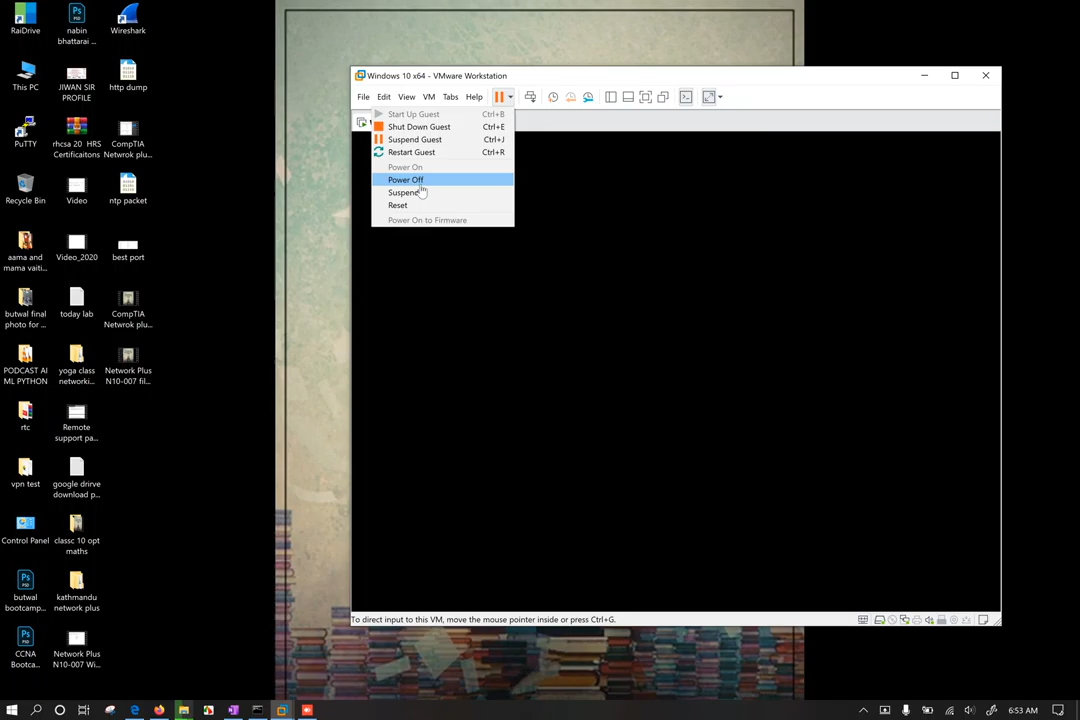 RaiDrive
nabin
bhattarai ...
Wireshark
This PC
JIWAN SIR
PROFILE
http dump
PuTTY
rhcsa 20 HRS
Certificaitons
CompTIA
Netwrok plu...
Recycle Bin
Video
ntp packet
aama and
mama vaiti...
Video_2020
best port
butwal final
photo for ...
today lab
CompTIA
Netwrok plu...
PODCAST AI
ML PYTHON
yoga class
networki...
Network Plus
N10-007 fil...
rtc
Remote
support pa...
vpn test
google drirve
download p...
Control Panel
classc 10 opt
maths
butwal
bootcamp...
kathmandu
network plus
CCNA
Bootca...
Network Plus
N10-007 Wi...
Windows 10 x64 - VMware Workstation
File Edit View VM Tabs Help
Start Up Guest Ctrl+B
Shut Down Guest Ctrl+E
Suspend Guest Ctrl+J
Restart Guest Ctrl+R
Power On
Power Off
Suspend
Reset
Power On to Firmware
To direct input to this VM, move the mouse pointer inside or press Ctrl+G.
6:53 AM